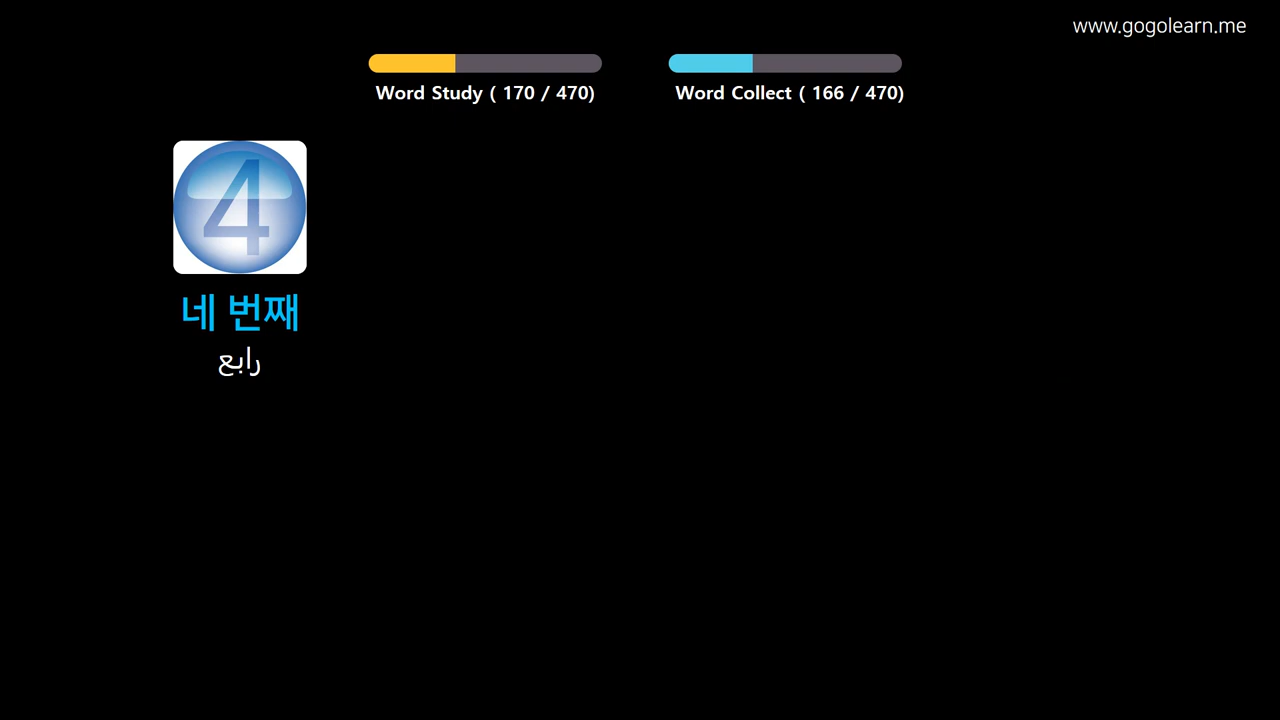 www.gogolearn.me
Word Study ( 170 / 470)
Word Collect ( 166 / 470)
4
네 번째
رابع